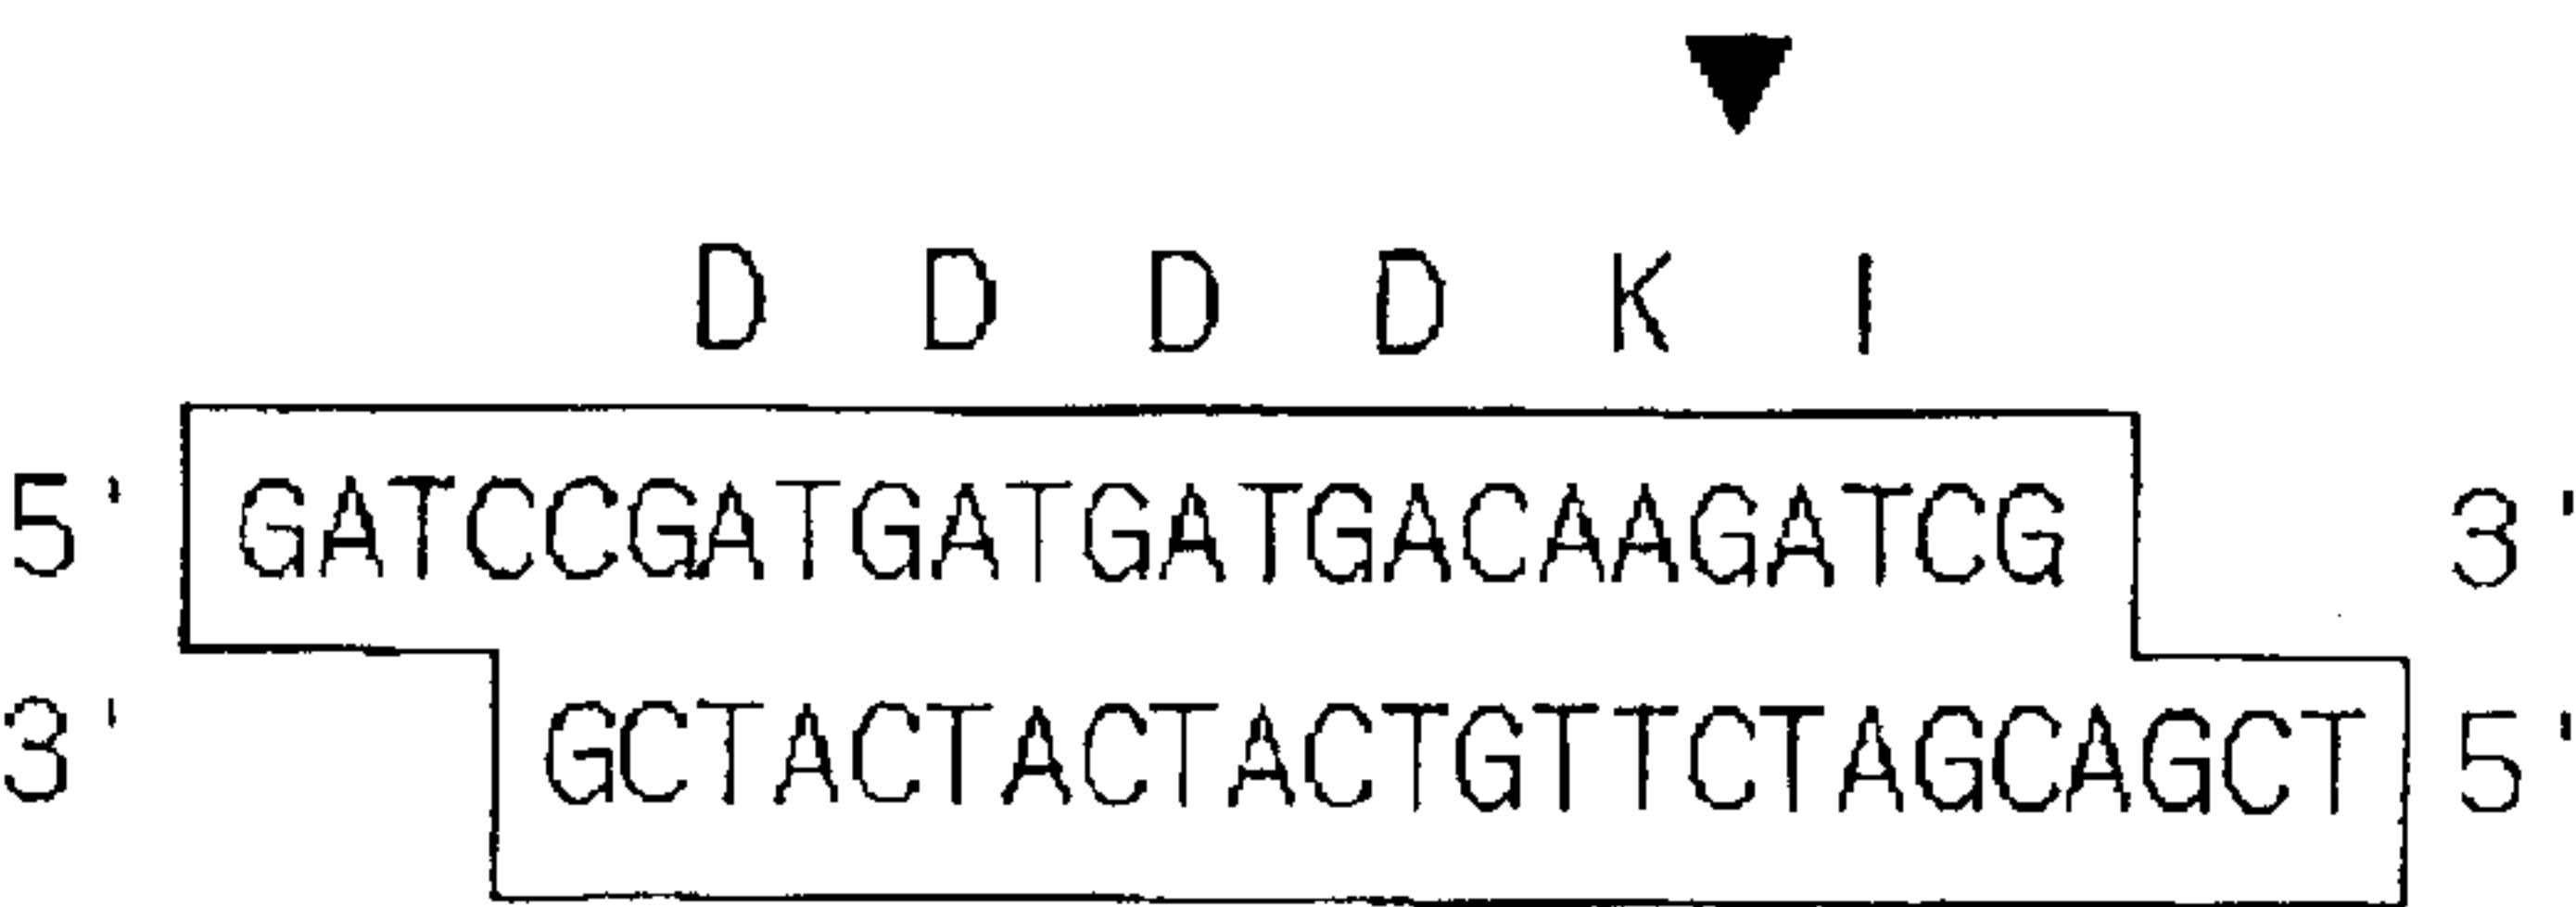 D D D D K I
5' GATCCGATGATGATGACAAGATCG 3'
3' GCTACTACTACTGTTCTAGCAGCT 5'